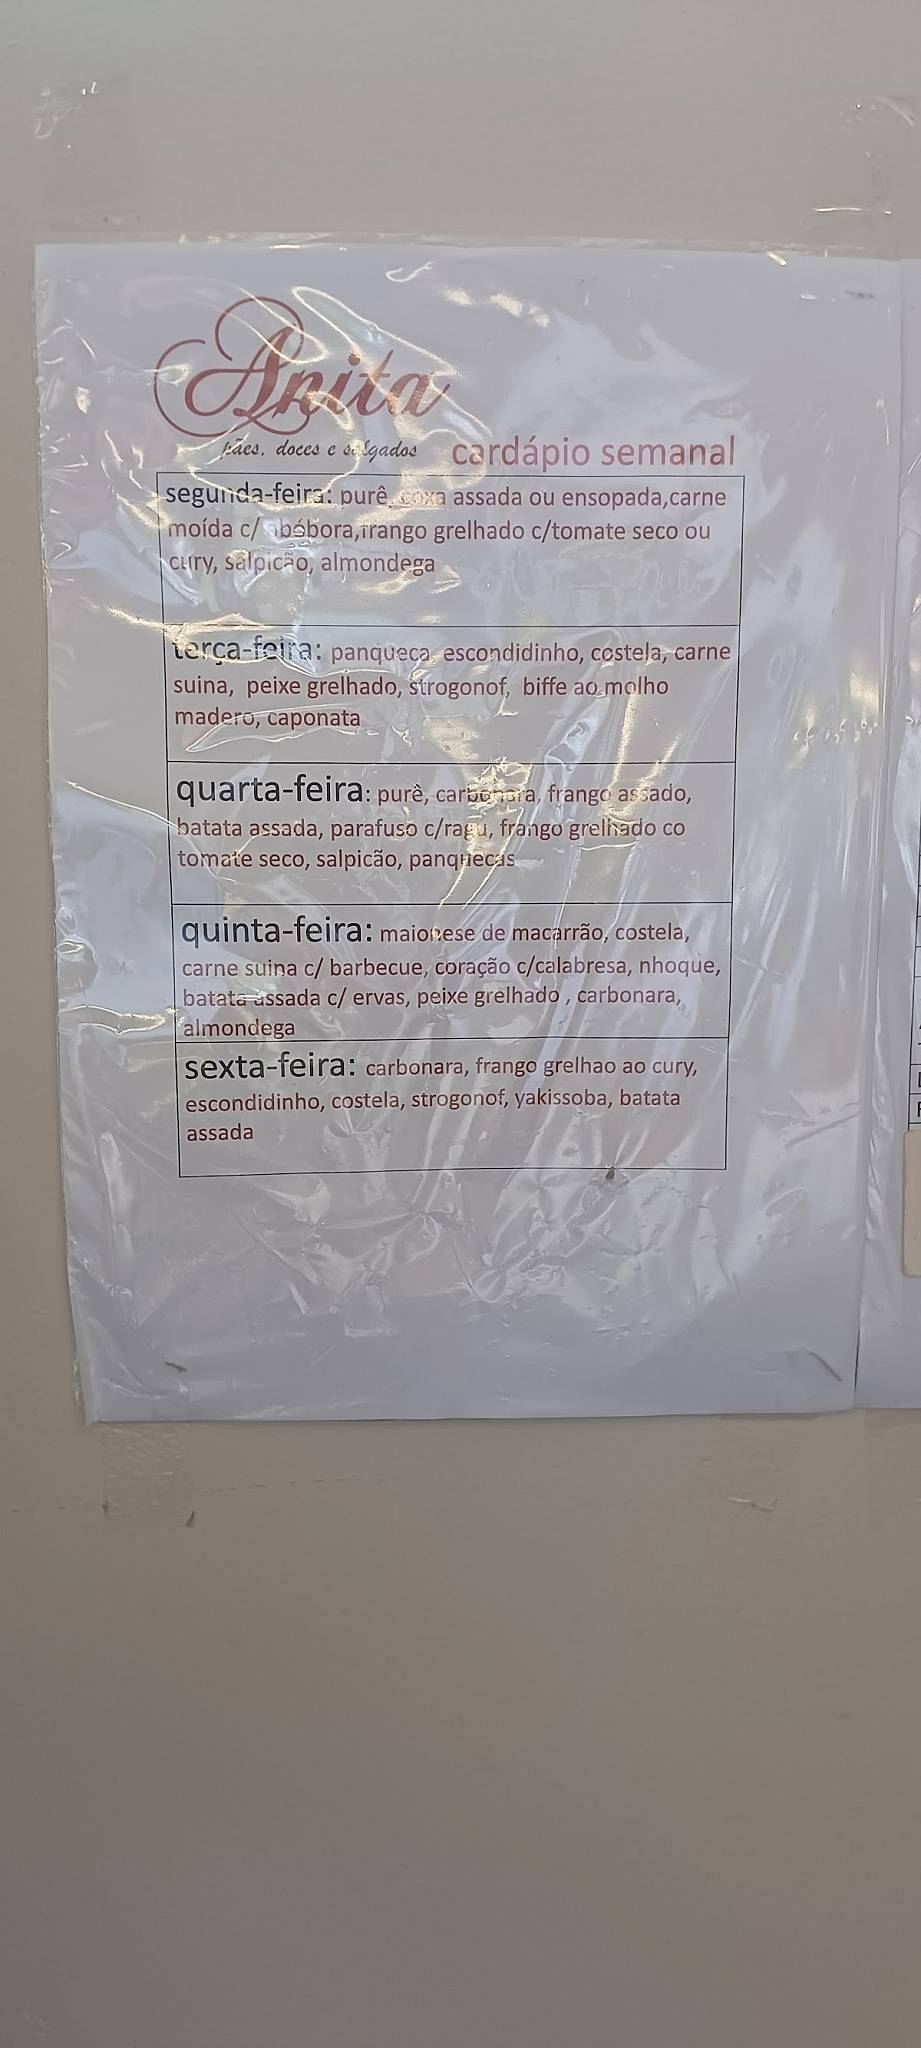 Anita
pães, doces e salgados
cardápio semanal
segunda-feira: purê, coxa assada ou ensopada,carne
moída c/ abóbora,frango grelhado c/tomate seco ou
cury, salpicão, almondega
terça-feira: panqueca, escondidinho, costela, carne
suina, peixe grelhado, strogonof, biffe ao molho
madero, caponata
quarta-feira: purê, carbonara, frango assado,
batata assada, parafuso c/ragu, frango grelhado co
tomate seco, salpicão, panquecas
quinta-feira: maionese de macarrão, costela,
carne suina c/ barbecue, coração c/calabresa, nhoque,
batata assada c/ ervas, peixe grelhado , carbonara,
almondega
sexta-feira: carbonara, frango grelhao ao cury,
escondidinho, costela, strogonof, yakissoba, batata
assada